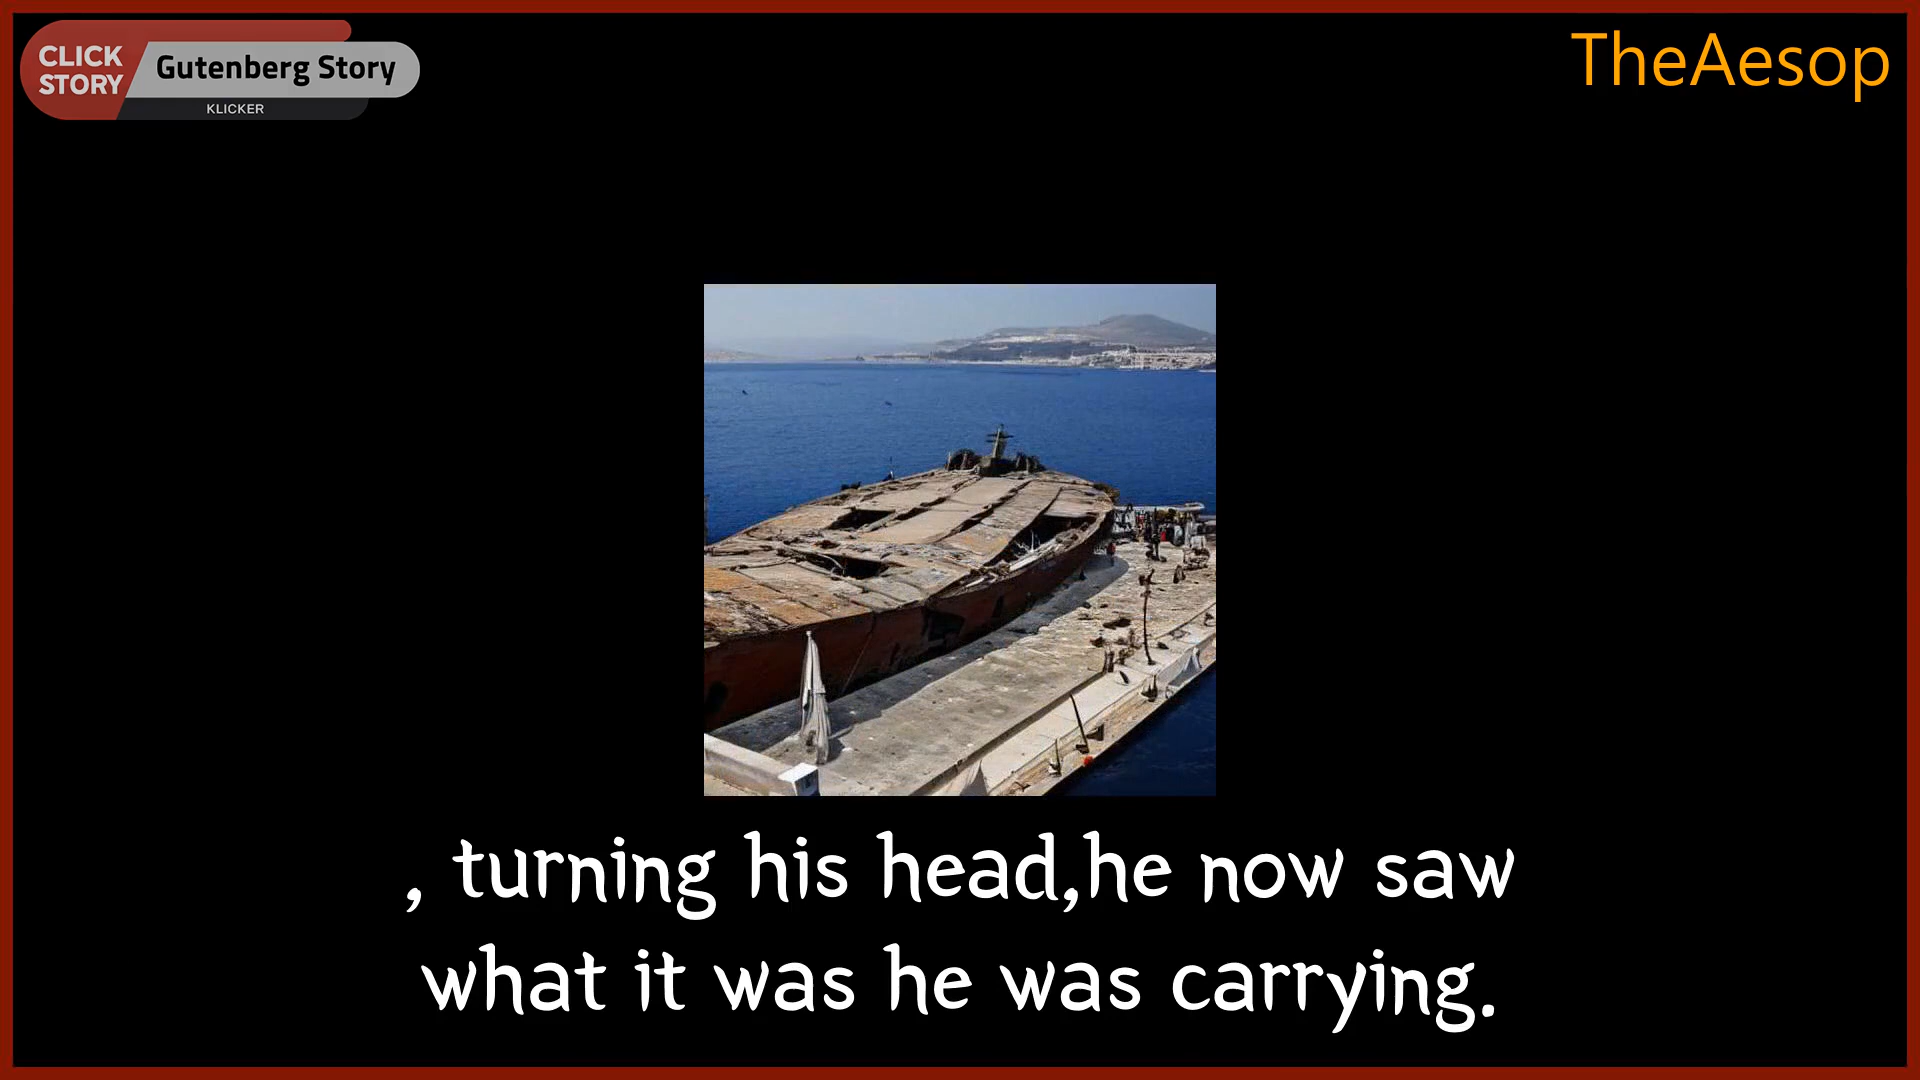 CLICK
STORY
Gutenberg Story
KLICKER
TheAesop
, turning his head,he now saw
what it was he was carrying.